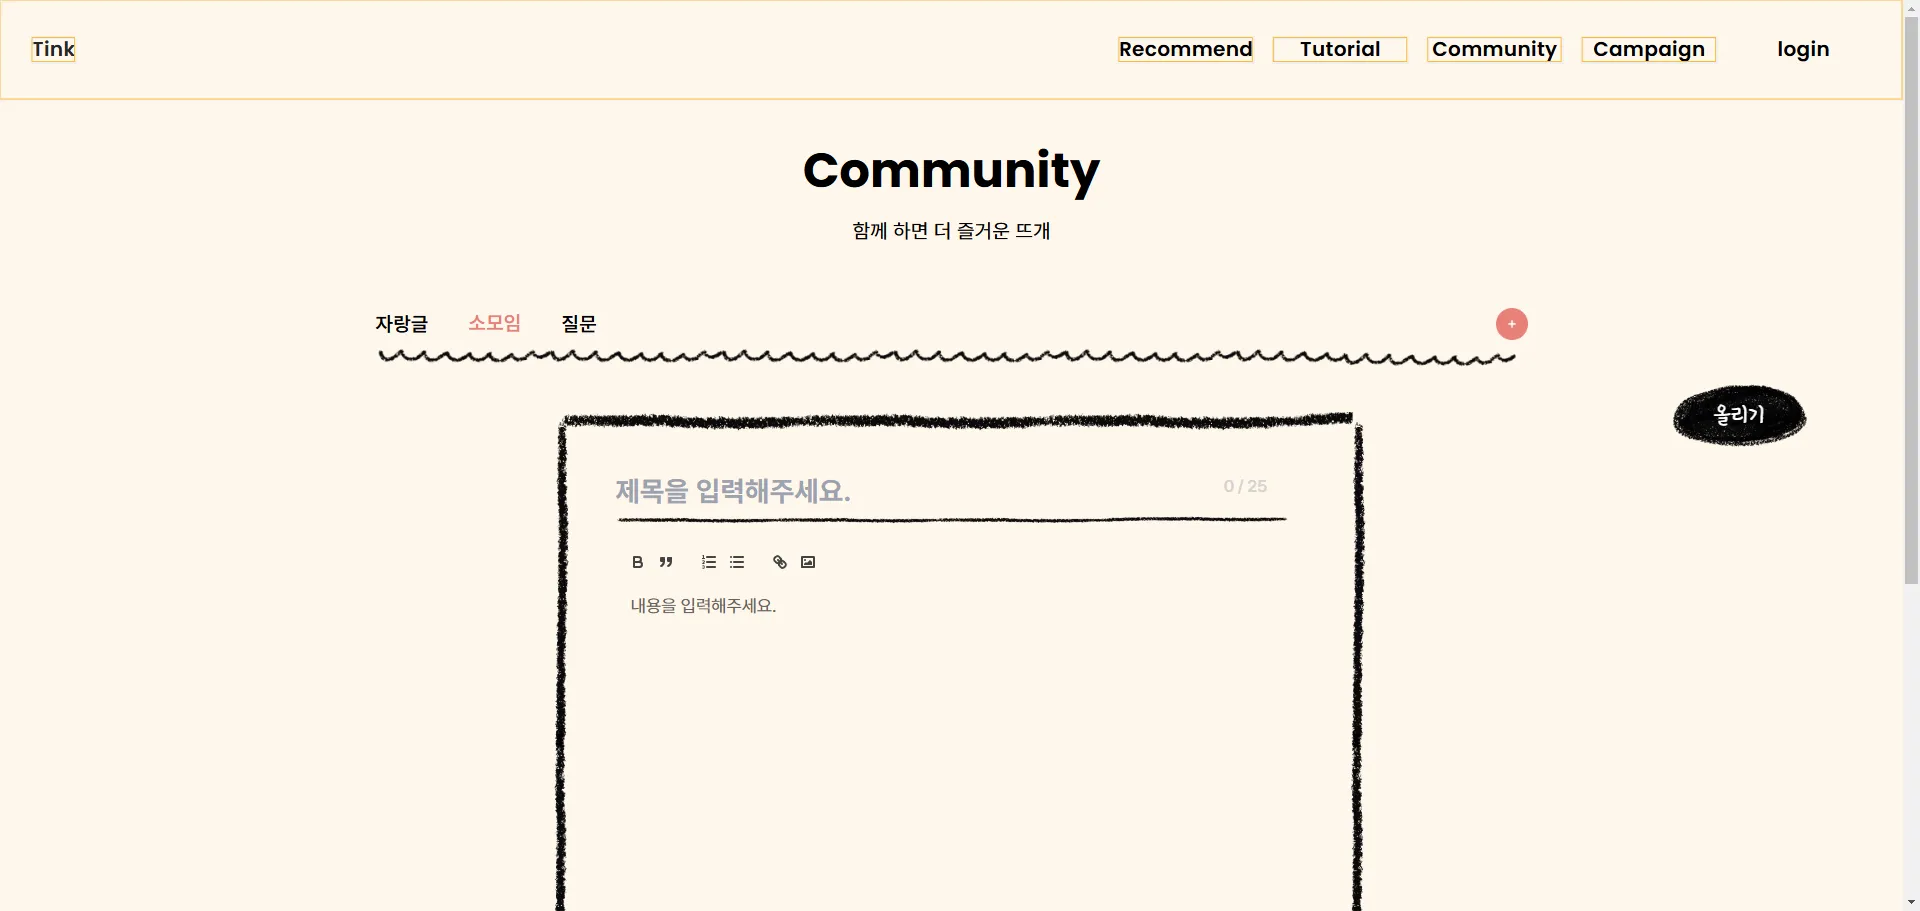 Tink Recommend Tutorial Community Campaign login
Community
함께 하면 더 즐거운 뜨개
자랑글 소모임 질문 +
올리기
제목을 입력해주세요. 0 / 25
B
내용을 입력해주세요.